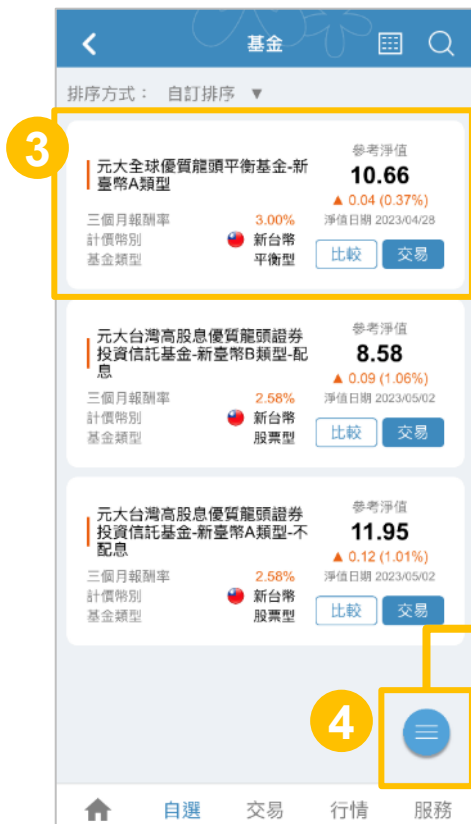 基金
排序方式： 自訂排序 ▼
3
元大全球優質龍頭平衡基金-新
臺幣A類型
參考淨值
10.66
▲ 0.04 (0.37%)
三個月報酬率 3.00%
淨值日期 2023/04/28
計價幣別 新台幣
基金類型 平衡型
比較 交易
元大台灣高股息優質龍頭證券
投資信託基金-新臺幣B類型-配
息
參考淨值
8.58
▲ 0.09 (1.06%)
三個月報酬率 2.58%
淨值日期 2023/05/02
計價幣別 新台幣
基金類型 股票型
比較 交易
元大台灣高股息優質龍頭證券
投資信託基金-新臺幣A類型-不
配息
參考淨值
11.95
▲ 0.12 (1.01%)
三個月報酬率 2.58%
淨值日期 2023/05/02
計價幣別 新台幣
基金類型 股票型
比較 交易
4
自選 交易 行情 服務